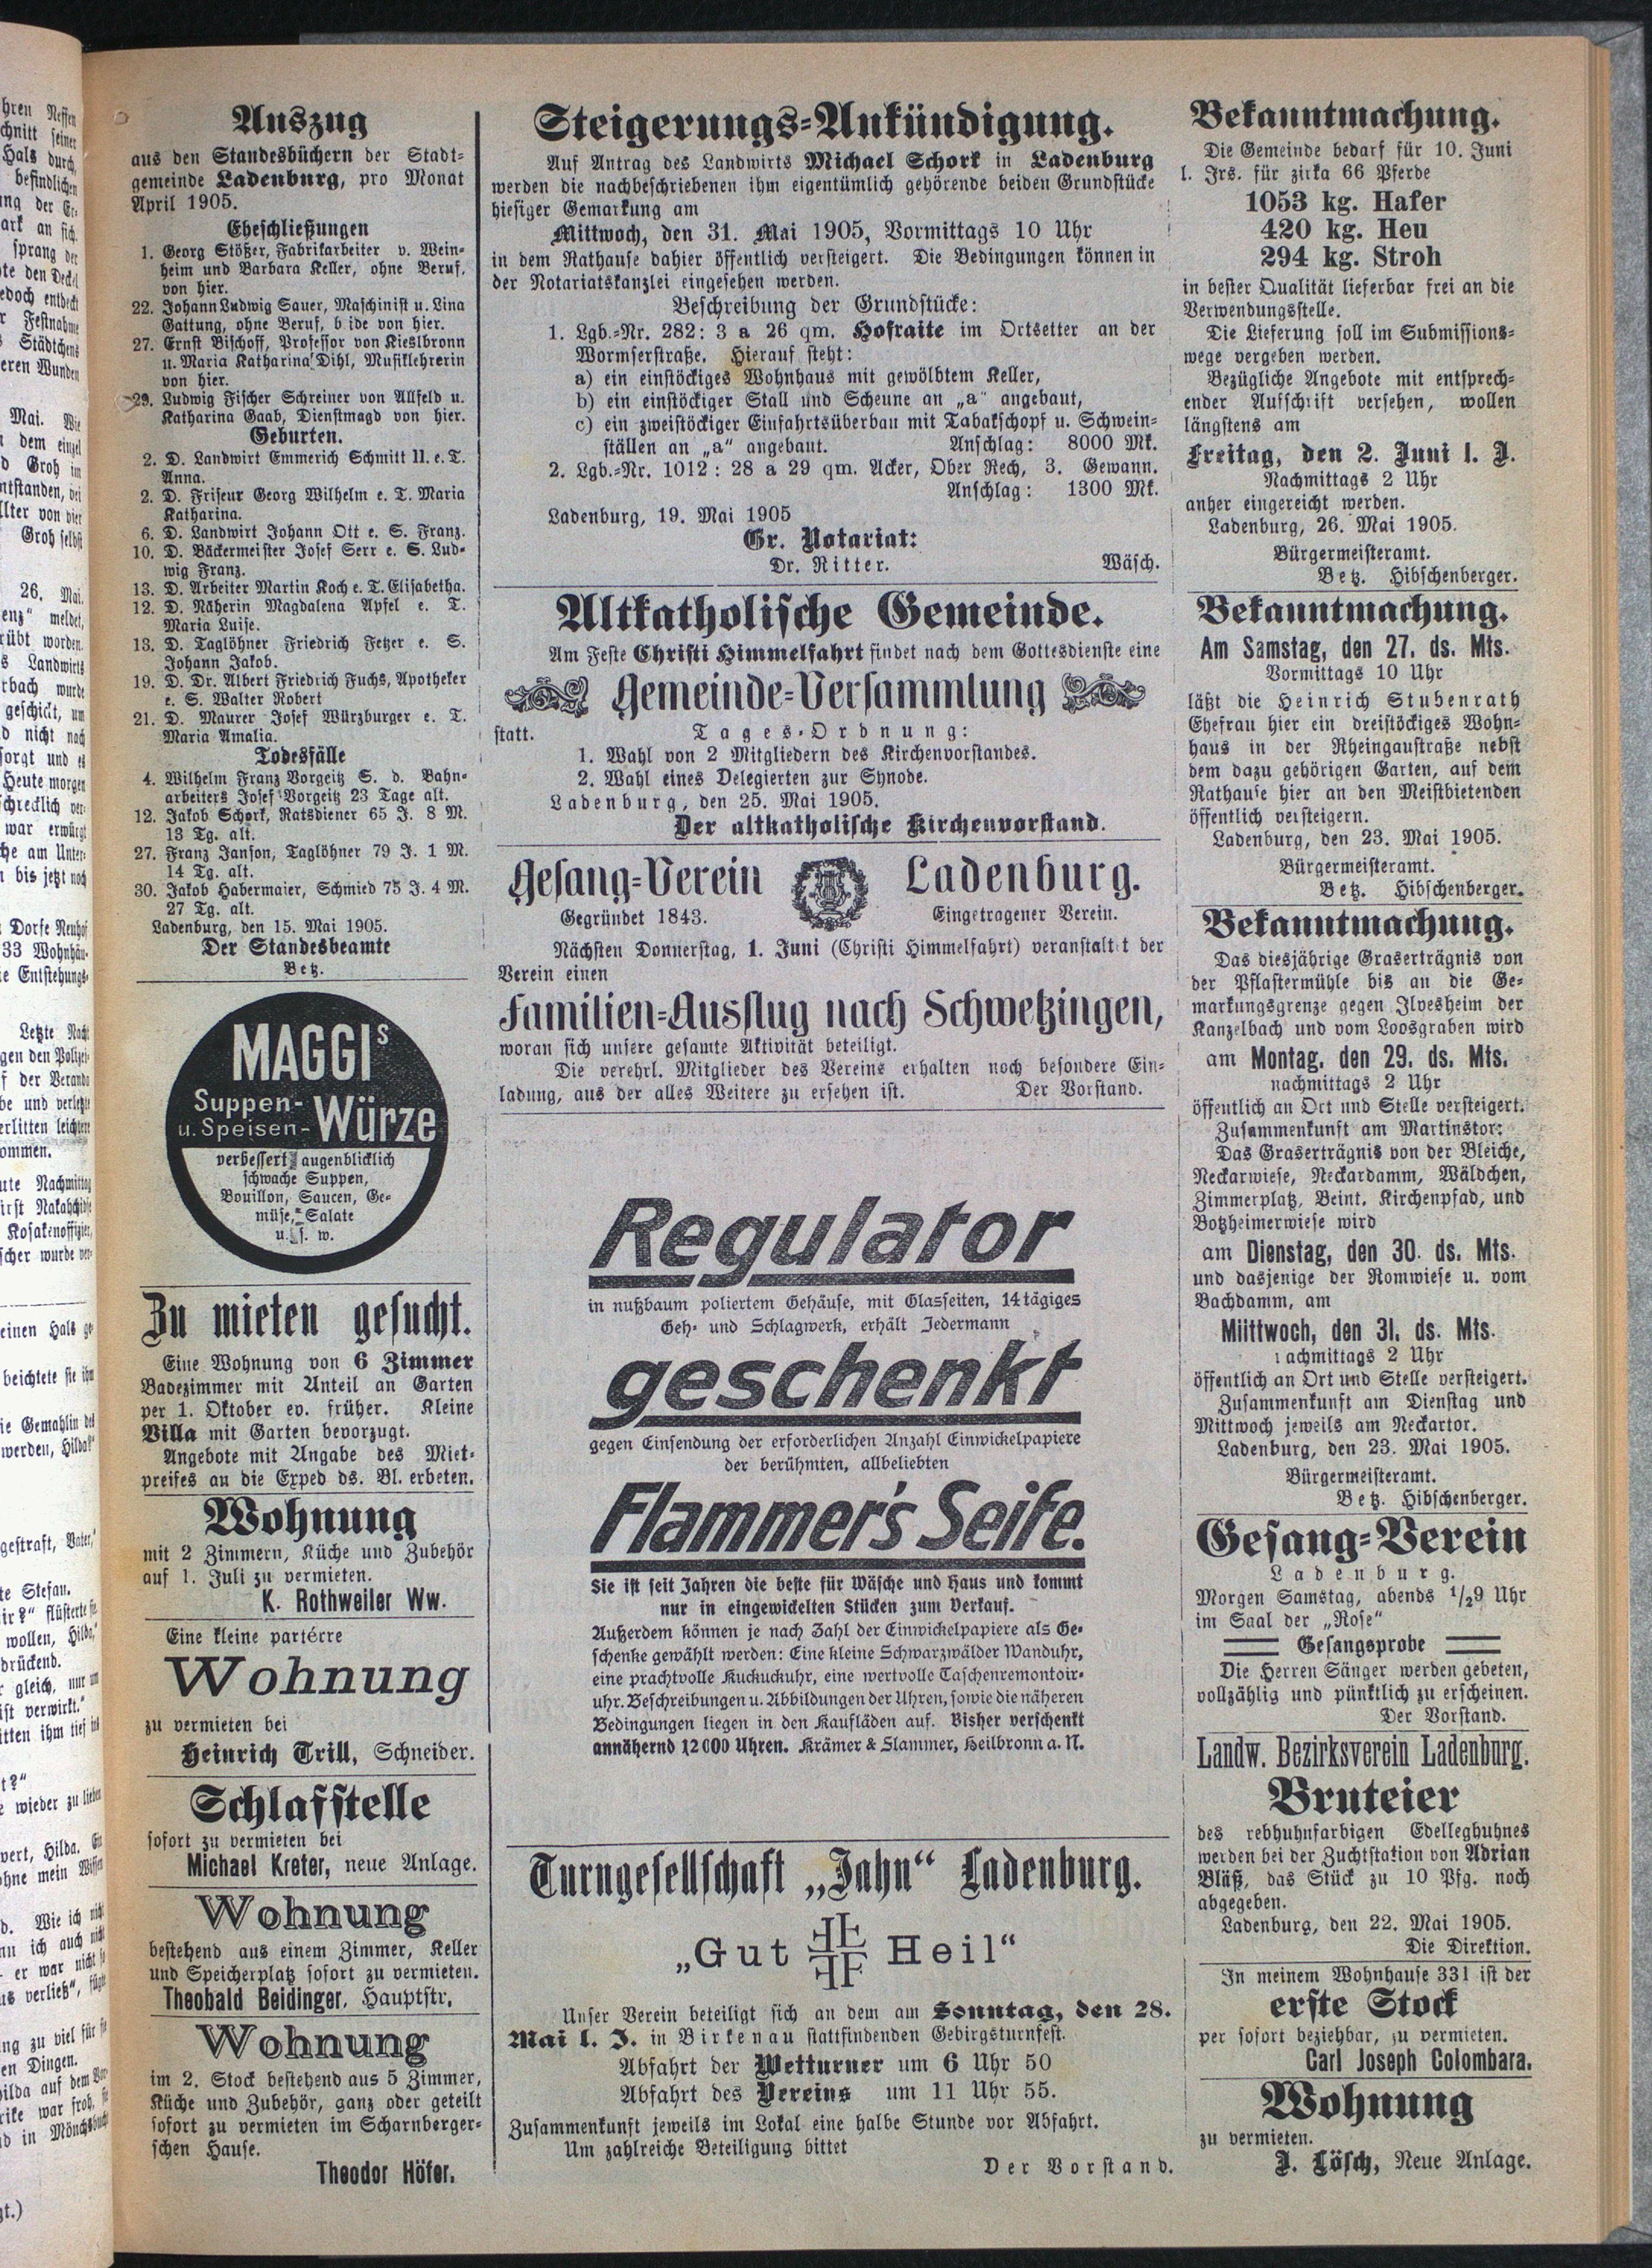 Auszug
aus den Standesbüchern der Stadt-
gemeinde Ladenburg, pro Monat
April 1905.
Eheschließungen
1. Georg Stößer, Fabrikarbeiter v. Wein-
heim und Barbara Keller, ohne Beruf,
von hier.
22. Johann Ludwig Sauer, Maschinist u. Lina
Gattung, ohne Beruf, b ide von hier.
27. Ernst Bischoff, Professor von Kieslbronn
u. Maria Katharina Dihl, Musiklehrerin
von hier.
29. Ludwig Fischer Schreiner von Allfeld u.
Katharina Gaab, Dienstmagd von hier.
Geburten.
2. D. Landwirt Emmerich Schmitt II. e. T.
Anna.
2. D. Friseur Georg Wilhelm e. T. Maria
Katharina.
6. D. Landwirt Johann Ott e. S. Franz.
10. D. Bäckermeister Josef Serr e. S. Lud-
wig Franz.
13. D. Arbeiter Martin Koch e. T. Elisabetha.
12. D. Näherin Magdalena Apfel e. T.
Maria Luise.
13. D. Taglöhner Friedrich Fetzer e. S.
Johann Jakob.
19. D. Dr. Albert Friedrich Fuchs, Apotheker
e. S. Walter Robert
21. D. Maurer Josef Würzburger e. T.
Maria Amalia.
Todesfälle
4. Wilhelm Franz Vorgeitz S. d. Bahn-
arbeiters Josef Vorgeitz 23 Tage alt.
12. Jakob Schork, Ratsdiener 65 J. 8 M.
13 Tg. alt.
27. Franz Janson, Taglöhner 79 J. 1 M.
14 Tg. alt.
30. Jakob Habermaier, Schmied 75 J. 4 M.
27 Tg. alt.
Ladenburg, den 15. Mai 1905.
Der Standesbeamte
Betz.
MAGGIs
Suppen-
u. Speisen- Würze
verbessert augenblicklich
schwache Suppen,
Bouillon, Saucen, Ge-
müse, Salate
u. s. w.
Zu mieten gesucht.
Eine Wohnung von 6 Zimmer
Badezimmer mit Anteil an Garten
per 1. Oktober ev. früher. Kleine
Villa mit Garten bevorzugt.
Angebote mit Angabe des Miet-
preises an die Exped ds. Bl. erbeten.
Wohnung
mit 2 Zimmern, Küche und Zubehör
auf 1. Juli zu vermieten.
K. Rothweiler Ww.
Eine kleine partérre
Wohnung
zu vermieten bei
Heinrich Trill, Schneider.
Schlafstelle
sofort zu vermieten bei
Michael Kreter, neue Anlage.
Wohnung
bestehend aus einem Zimmer, Keller
und Speicherplatz sofort zu vermieten.
Theobald Beidinger, Hauptstr.
Wohnung
im 2. Stock bestehend aus 5 Zimmer,
Küche und Zubehör, ganz oder geteilt
sofort zu vermieten im Scharnberger-
schen Hause.
Theodor Höfer.
Steigerungs-Ankündigung.
Auf Antrag des Landwirts Michael Schork in Ladenburg
werden die nachbeschriebenen ihm eigentümlich gehörende beiden Grundstücke
hiesiger Gemarkung am
Mittwoch, den 31. Mai 1905, Vormittags 10 Uhr
in dem Rathause dahier öffentlich versteigert. Die Bedingungen können in
der Notariatskanzlei eingesehen werden.
Beschreibung der Grundstücke:
1. Lgb.-Nr. 282: 3 a 26 qm. Hofraite im Ortsetter an der
Wormserstraße. Hierauf steht:
a) ein einstöckiges Wohnhaus mit gewölbtem Keller,
b) ein einstöckiger Stall und Scheune an „a" angebaut,
c) ein zweistöckiger Einfahrtsüberbau mit Tabakschopf u. Schwein-
ställen an „a" angebaut. Anschlag: 8000 Mk.
2. Lgb.-Nr. 1012: 28 a 29 qm. Acker, Ober Rech, 3. Gewann.
Anschlag: 1300 Mk.
Ladenburg, 19. Mai 1905
Gr. Notariat:
Dr. Ritter. Wäsch.
Altkatholische Gemeinde.
Am Feste Christi Himmelfahrt findet nach dem Gottesdienste eine
Gemeinde-Versammlung
statt. Tages-Ordnung:
1. Wahl von 2 Mitgliedern des Kirchenvorstandes.
2. Wahl eines Delegierten zur Synode.
Ladenburg, den 25. Mai 1905.
Der altkatholische Kirchenvorstand.
Gesang-Verein Ladenburg.
Gegründet 1843. Eingetragener Verein.
Nächsten Donnerstag, 1. Juni (Christi Himmelfahrt) veranstaltet der
Verein einen
Familien-Ausflug nach Schwetzingen,
woran sich unsere gesamte Aktivität beteiligt.
Die verehrl. Mitglieder des Vereins erhalten noch besondere Ein-
ladung, aus der alles Weitere zu ersehen ist. Der Vorstand.
Regulator
in nußbaum poliertem Gehäuse, mit Glasseiten, 14tägiges
Geh- und Schlagwerk, erhält Jedermann
geschenkt
gegen Einsendung der erforderlichen Anzahl Einwickelpapiere
der berühmten, allbeliebten
Flammer's Seife.
Sie ist seit Jahren die beste für Wäsche und Haus und kommt
nur in eingewickelten Stücken zum Verkauf.
Außerdem können je nach Zahl der Einwickelpapiere als Ge-
schenke gewählt werden: Eine kleine Schwarzwälder Wanduhr,
eine prachtvolle Kuckuckuhr, eine wertvolle Taschenremontoir-
uhr. Beschreibungen u. Abbildungen der Uhren, sowie die näheren
Bedingungen liegen in den Kaufläden auf. Bisher verschenkt
annähernd 12000 Uhren. Krämer & Flammer, Heilbronn a. N.
Turngesellschaft „Jahn“ Ladenburg.
„Gut Heil“
Unser Verein beteiligt sich an dem am Sonntag, den 28.
Mai l. J. in Birkenau stattfindenden Gebirgsturnfest.
Abfahrt der Wetturner um 6 Uhr 50
Abfahrt des Vereins um 11 Uhr 55.
Zusammenkunft jeweils im Lokal eine halbe Stunde vor Abfahrt.
Um zahlreiche Beteiligung bittet
Der Vorstand.
Bekanntmachung.
Die Gemeinde bedarf für 10. Juni
l. Jrs. für zirka 66 Pferde
1053 kg. Hafer
420 kg. Heu
294 kg. Stroh
in bester Qualität lieferbar frei an die
Verwendungsstelle.
Die Lieferung soll im Submissions-
wege vergeben werden.
Bezügliche Angebote mit entsprech-
ender Aufschrift versehen, wollen
längstens am
Freitag, den 2. Juni l. J.
Nachmittags 2 Uhr
anher eingereicht werden.
Ladenburg, 26. Mai 1905.
Bürgermeisteramt.
Betz. Hibschenberger.
Bekanntmachung.
Am Samstag, den 27. ds. Mts.
Vormittags 10 Uhr
läßt die Heinrich Stubenrath
Ehefrau hier ein dreistöckiges Wohn-
haus in der Rheingaustraße nebst
dem dazu gehörigen Garten, auf dem
Rathause hier an den Meistbietenden
öffentlich versteigern.
Ladenburg, den 23. Mai 1905.
Bürgermeisteramt.
Betz. Hibschenberger.
Bekanntmachung.
Das diesjährige Graserträgnis von
der Pflastermühle bis an die Ge-
markungsgrenze gegen Ilvesheim der
Kanzelbach und vom Loosgraben wird
am Montag, den 29. ds. Mts.
nachmittags 2 Uhr
öffentlich an Ort und Stelle versteigert.
Zusammenkunft am Martinstor:
Das Graserträgnis von der Bleiche,
Neckarwiese, Neckardamm, Wäldchen,
Zimmerplatz, Beint, Kirchenpfad, und
Botzheimerwiese wird
am Dienstag, den 30. ds. Mts.
und dasjenige der Romwiese u. vom
Bachdamm, am
Miittwoch, den 31. ds. Mts.
achmittags 2 Uhr
öffentlich an Ort und Stelle versteigert.
Zusammenkunft am Dienstag und
Mittwoch jeweils am Neckartor.
Ladenburg, den 23. Mai 1905.
Bürgermeisteramt.
Betz. Hibschenberger.
Gesang-Verein
Ladenburg.
Morgen Samstag, abends 1/29 Uhr
im Saal der „Rose“
Gesangsprobe
Die Herren Sänger werden gebeten,
vollzählig und pünktlich zu erscheinen.
Der Vorstand.
Landw. Bezirksverein Ladenburg.
Bruteier
des rebhuhnfarbigen Edelleghuhnes
werden bei der Zuchtstation von Adrian
Bläß, das Stück zu 10 Pfg. noch
abgegeben.
Ladenburg, den 22. Mai 1905.
Die Direktion.
In meinem Wohnhause 331 ist der
erste Stock
per sofort beziehbar, zu vermieten.
Carl Joseph Colombara.
Wohnung
zu vermieten.
J. Lösch, Neue Anlage.